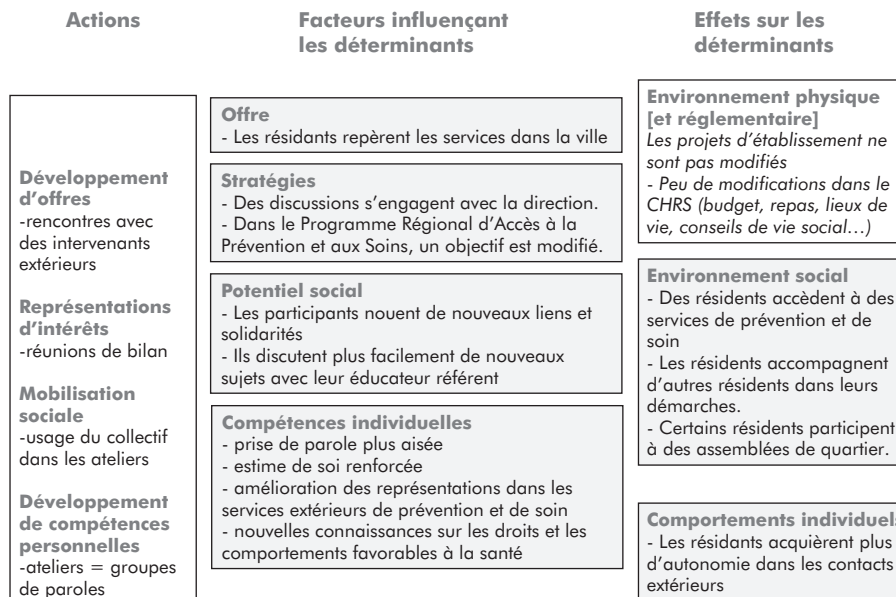 Actions
Facteurs influençant
les déterminants
Effets sur les
déterminants
Développement
d'offres
-rencontres avec
des intervenants
extérieurs
Représentations
d'intérêts
-réunions de bilan
Mobilisation
sociale
-usage du collectif
dans les ateliers
Développement
de compétences
personnelles
-ateliers = groupes
de paroles
Offre
- Les résidants repèrent les services dans la ville
Stratégies
- Des discussions s'engagent avec la direction.
- Dans le Programme Régional d'Accès à la
Prévention et aux Soins, un objectif est modifié.
Potentiel social
- Les participants nouent de nouveaux liens et
solidarités
- Ils discutent plus facilement de nouveaux
sujets avec leur éducateur référent
Compétences individuelles
- prise de parole plus aisée
- estime de soi renforcée
- amélioration des représentations dans les
services extérieurs de prévention et de soin
- nouvelles connaissances sur les droits et les
comportements favorables à la santé
Environnement physique
[et réglementaire]
Les projets d'établissement ne
sont pas modifiés
- Peu de modifications dans le
CHRS (budget, repas, lieux de
vie, conseils de vie social…)
Environnement social
- Des résidents accèdent à des
services de prévention et de
soin
- Les résidents accompagnent
d'autres résidents dans leurs
démarches.
- Certains résidents participent
à des assemblées de quartier.
Comportements individuels
- Les résidants acquièrent plus
d'autonomie dans les contacts
extérieurs